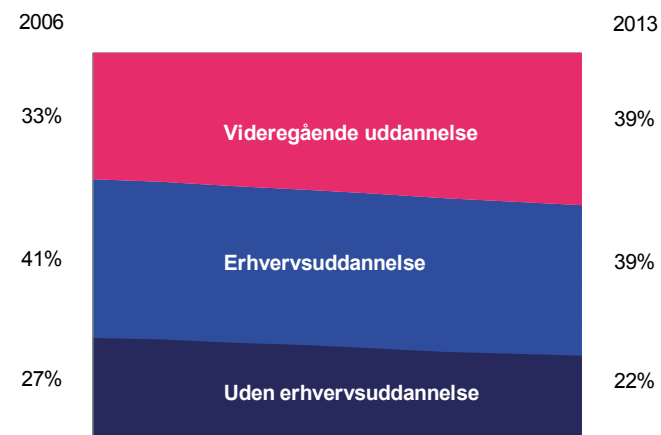 2006
2013
33%
Videregående uddannelse
39%
41%
Erhvervsuddannelse
39%
27%
Uden erhvervsuddannelse
22%